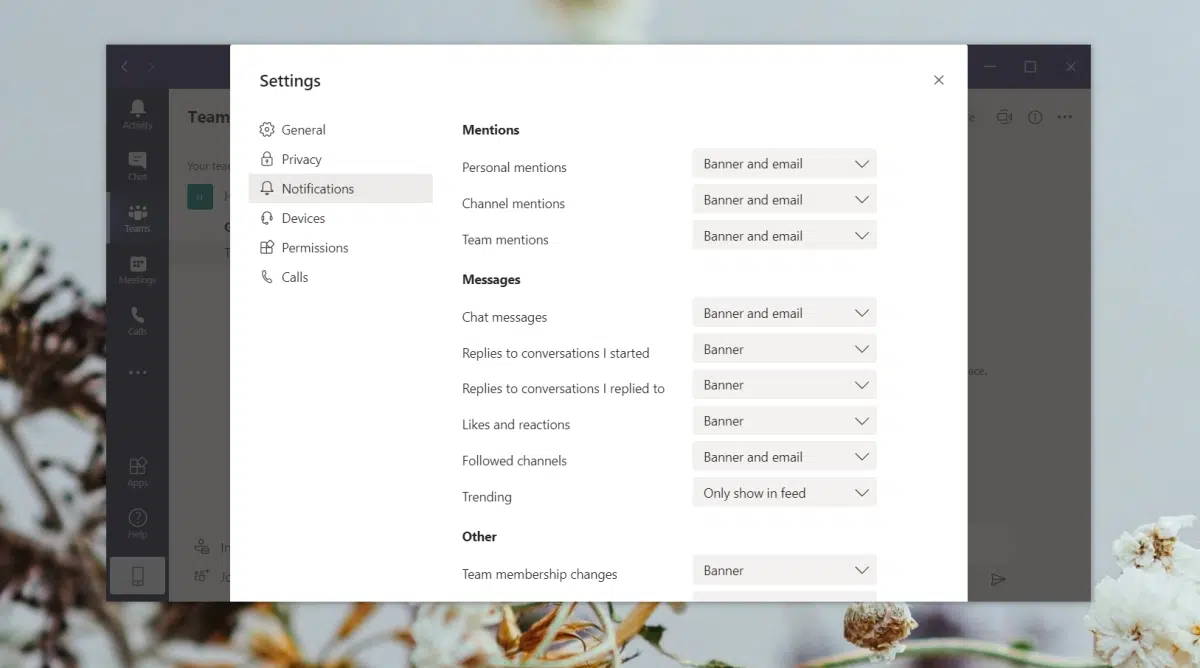 Settings
General
Privacy
Notifications
Devices
Permissions
Calls
Mentions
Personal mentions Banner and email
Channel mentions Banner and email
Team mentions Banner and email
Messages
Chat messages Banner and email
Replies to conversations I started Banner
Replies to conversations I replied to Banner
Likes and reactions Banner
Followed channels Banner and email
Trending Only show in feed
Other
Team membership changes Banner
Activity
Chat
Teams
Meetings
Calls
Apps
Help
Team
Your tea